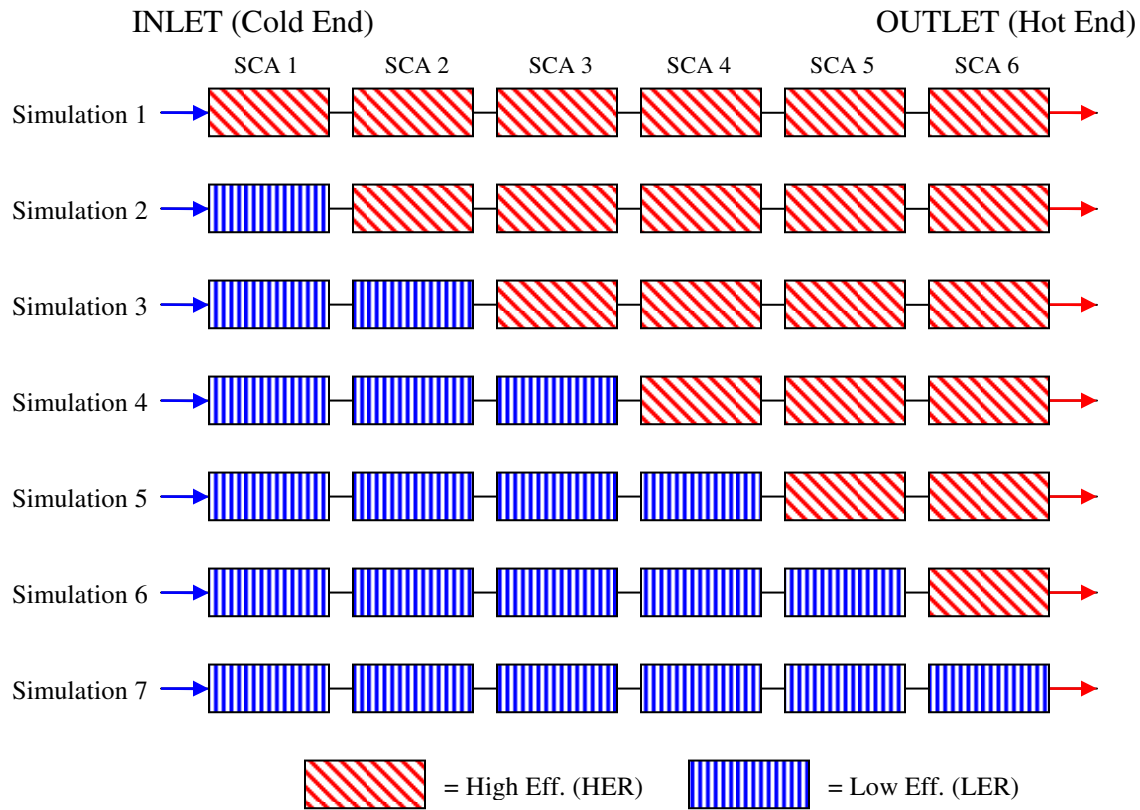 INLET (Cold End) OUTLET (Hot End)
SCA 1 SCA 2 SCA 3 SCA 4 SCA 5 SCA 6
Simulation 1
Simulation 2
Simulation 3
Simulation 4
Simulation 5
Simulation 6
Simulation 7
= High Eff. (HER) = Low Eff. (LER)